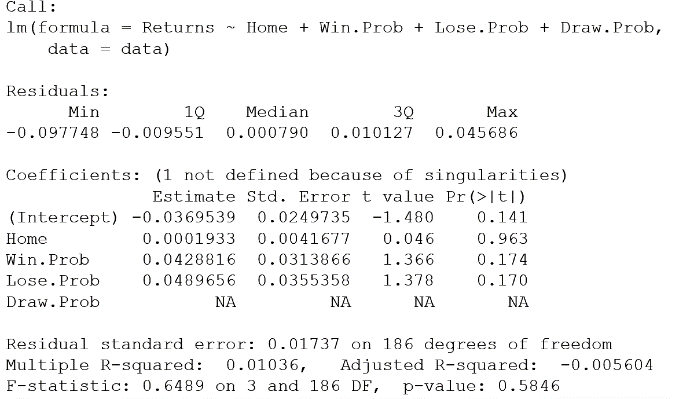 Call:
lm(formula = Returns ~ Home + Win.Prob + Lose.Prob + Draw.Prob,
    data = data)
Residuals:
      Min        1Q    Median        3Q       Max
-0.097748 -0.009551  0.000790  0.010127  0.045686
Coefficients: (1 not defined because of singularities)
              Estimate Std. Error t value Pr(>|t|)
(Intercept) -0.0369539  0.0249735  -1.480    0.141
Home         0.0001933  0.0041677   0.046    0.963
Win.Prob     0.0428816  0.0313866   1.366    0.174
Lose.Prob    0.0489656  0.0355358   1.378    0.170
Draw.Prob           NA         NA      NA       NA
Residual standard error: 0.01737 on 186 degrees of freedom
Multiple R-squared:  0.01036,   Adjusted R-squared:  -0.005604
F-statistic: 0.6489 on 3 and 186 DF,  p-value: 0.5846